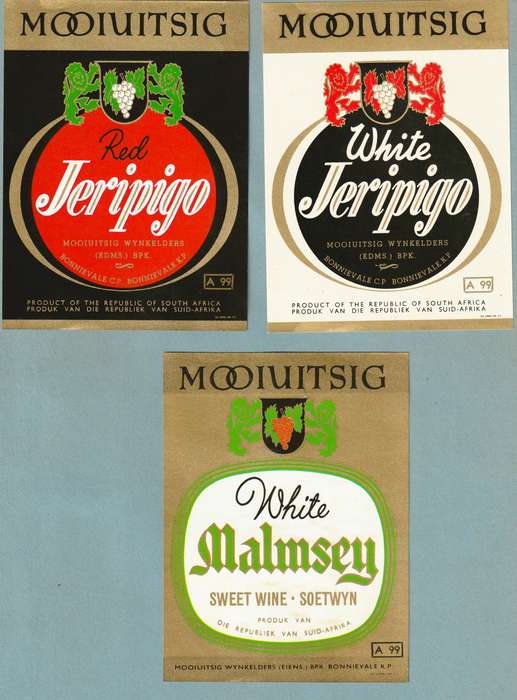 MOOIUITSIG
Red
Jeripigo
MOOIUITSIG WYNKELDERS
(EDMS.) BPK.
BONNIEVALE C.P. BONNIEVALE K.P.
A 99
PRODUCT OF THE REPUBLIC OF SOUTH AFRICA
PRODUK VAN DIE REPUBLIEK VAN SUID-AFRIKA
MOOIUITSIG
White
Jeripigo
MOOIUITSIG WYNKELDERS
(EDMS.) BPK.
BONNIEVALE C.P. BONNIEVALE K.P.
A 99
PRODUCT OF THE REPUBLIC OF SOUTH AFRICA
PRODUK VAN DIE REPUBLIEK VAN SUID-AFRIKA
MOOIUITSIG
White
Malmsey
SWEET WINE · SOETWYN
PRODUK VAN
DIE REPUBLIEK VAN SUID-AFRIKA
A 99
MOOIUITSIG WYNKELDERS (EIENS.) BPK. BONNIEVALE K.P.